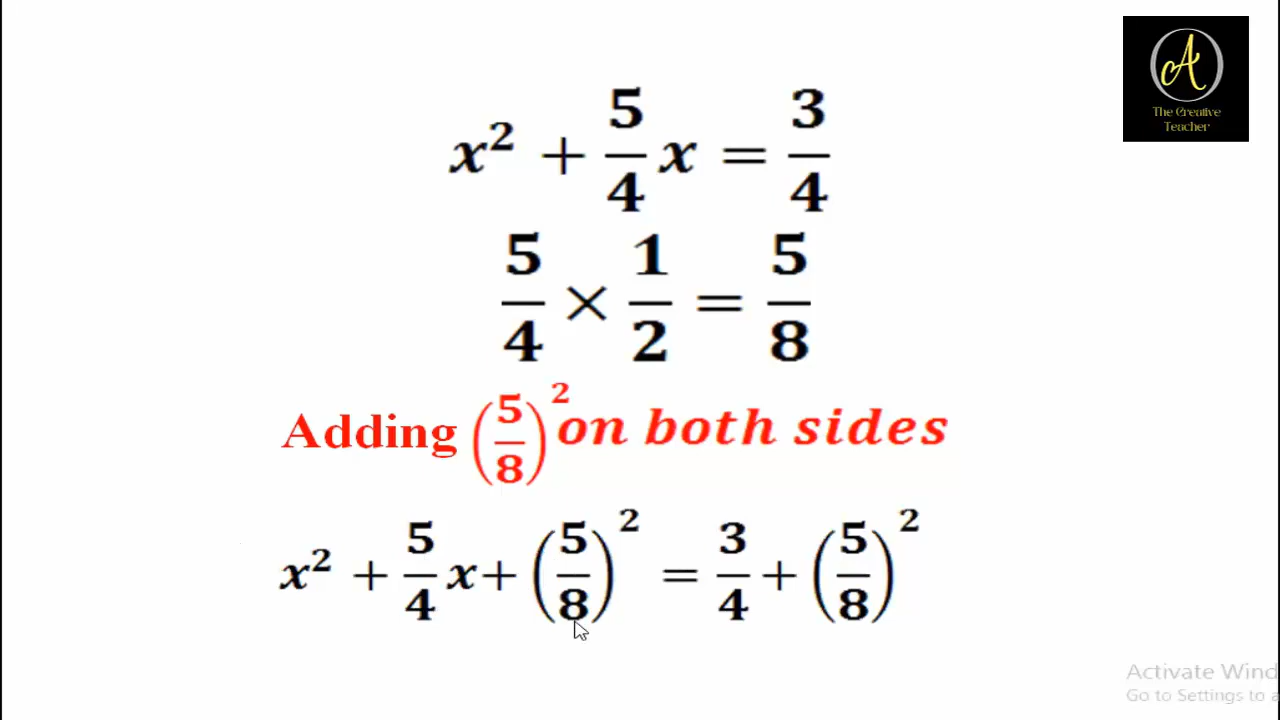 A
The Creative
Teacher
x² + 5/4 x = 3/4
5/4 × 1/2 = 5/8
Adding (5/8)² on both sides
x² + 5/4 x + (5/8)² = 3/4 + (5/8)²
Activate Wind
Go to Settings to a